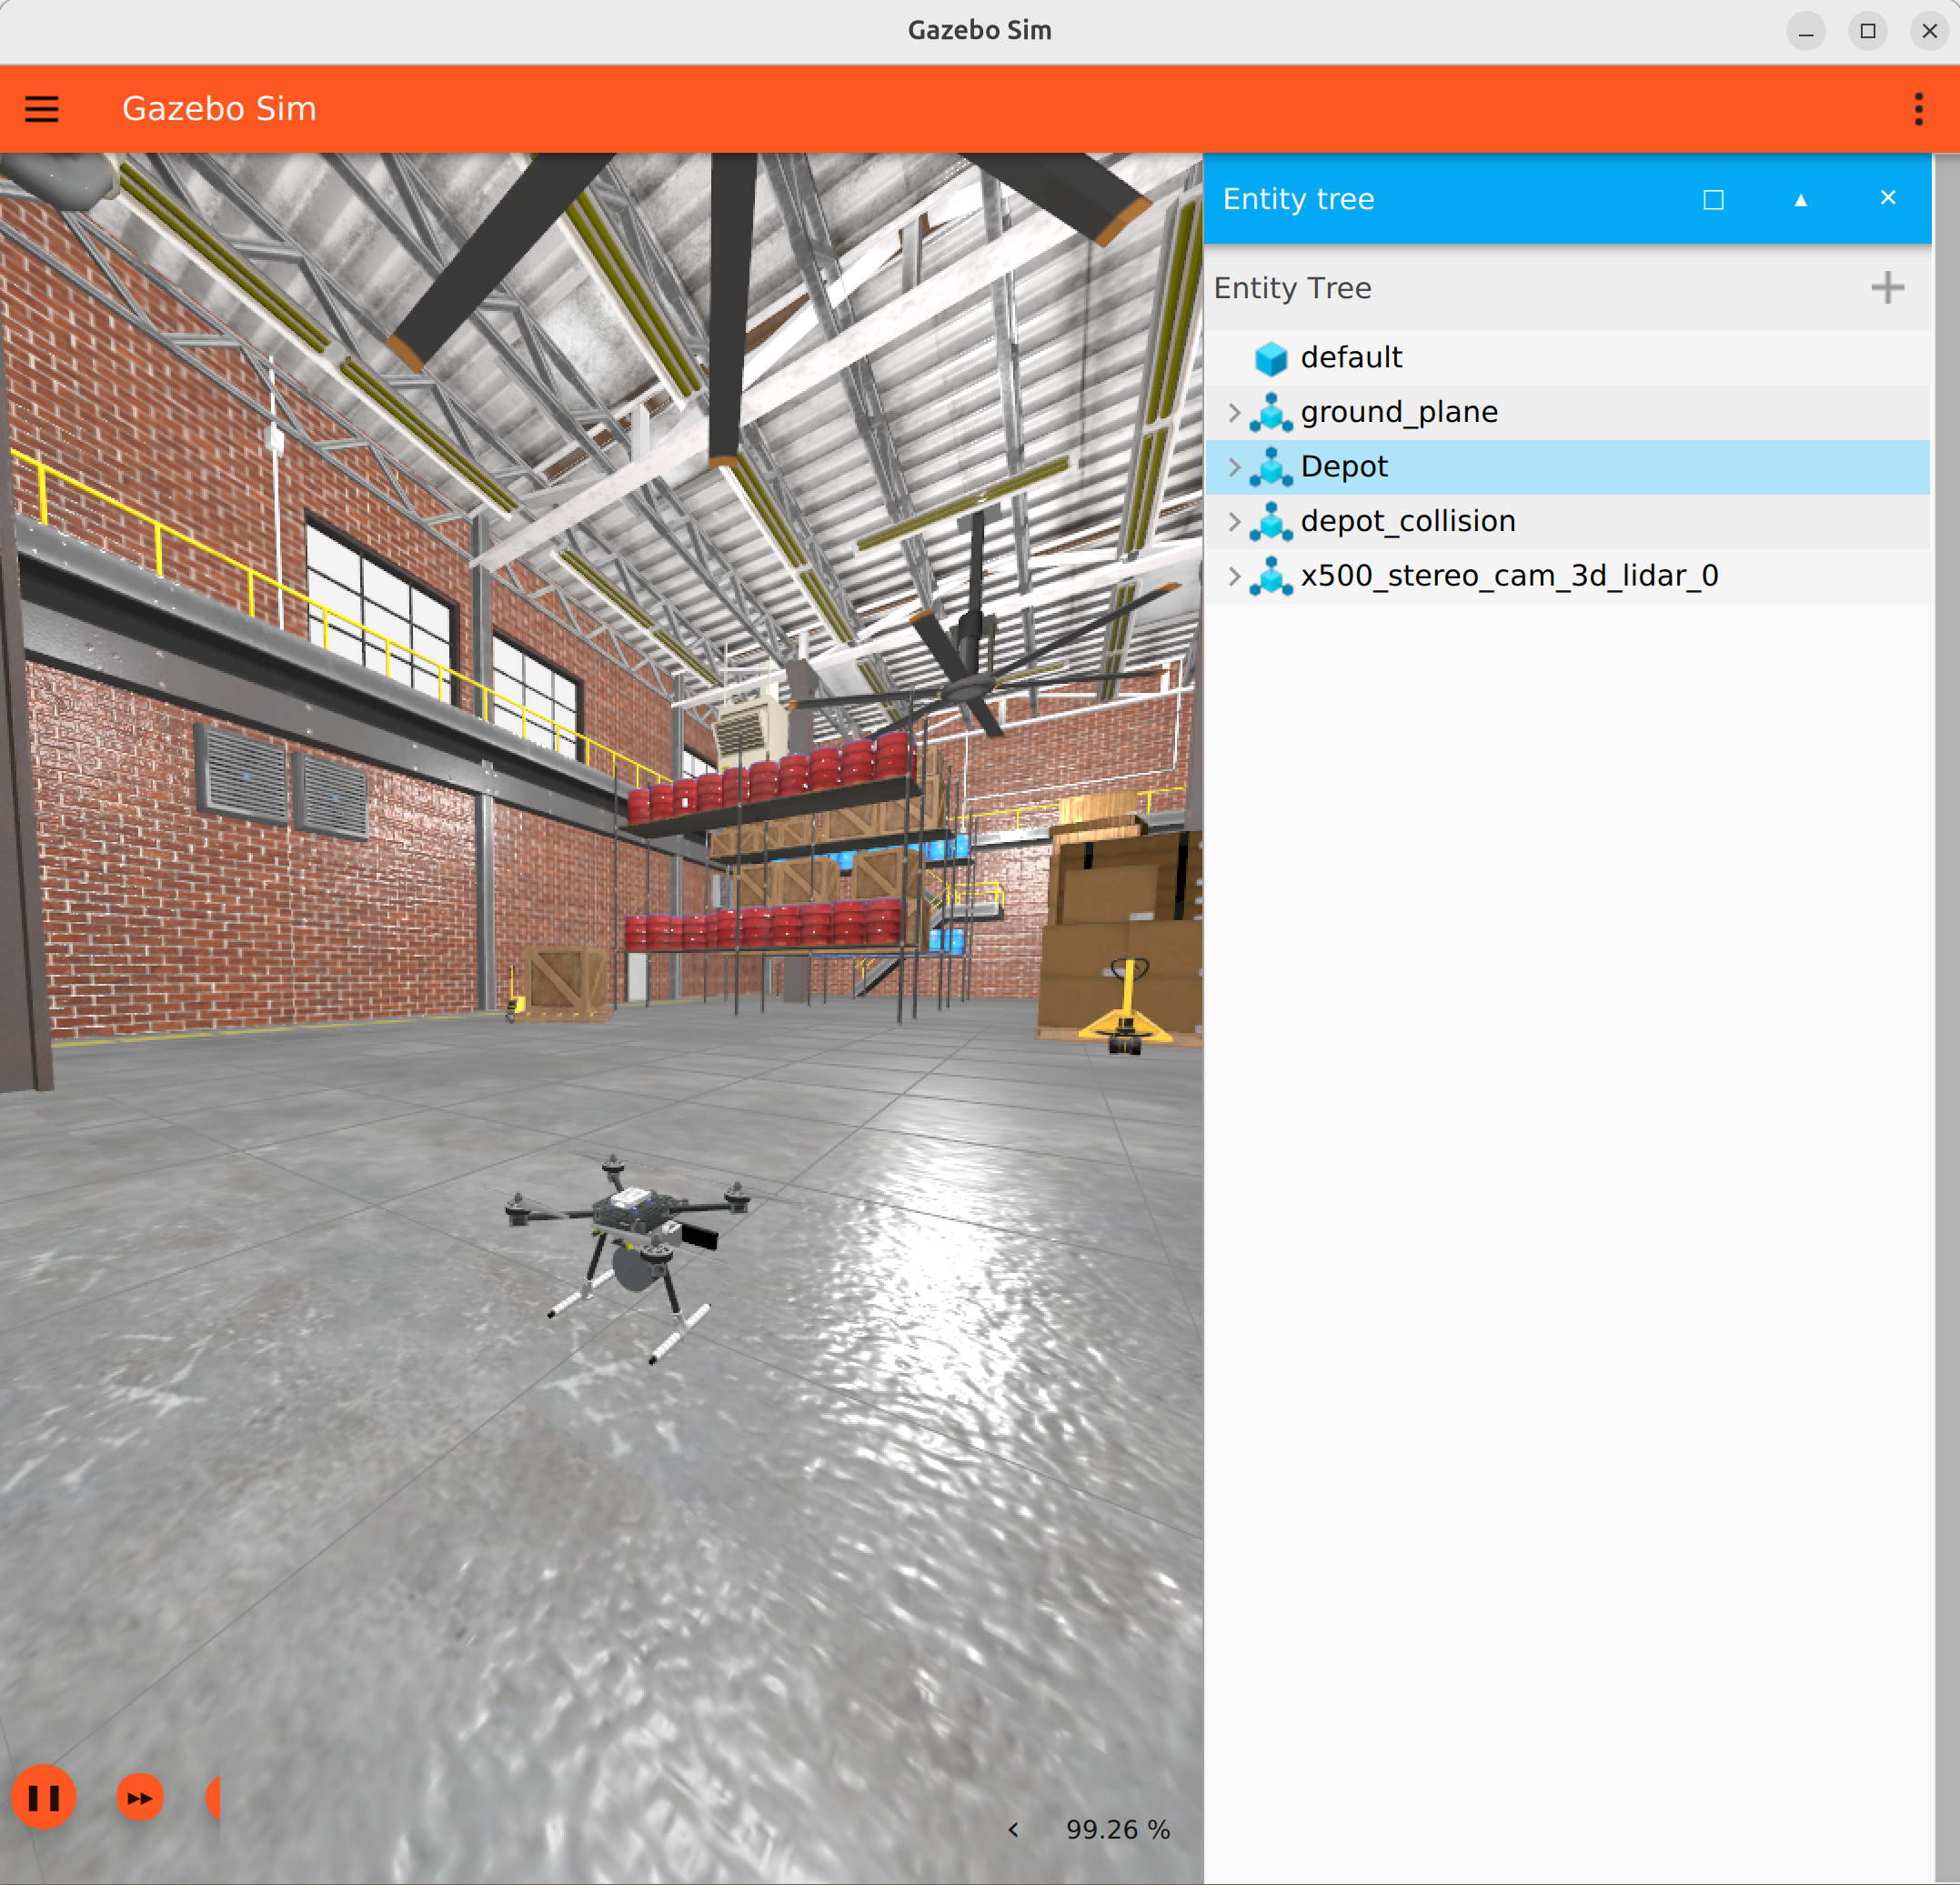 Gazebo Sim
Gazebo Sim
Entity tree
Entity Tree
default
ground_plane
Depot
depot_collision
x500_stereo_cam_3d_lidar_0
99.26 %